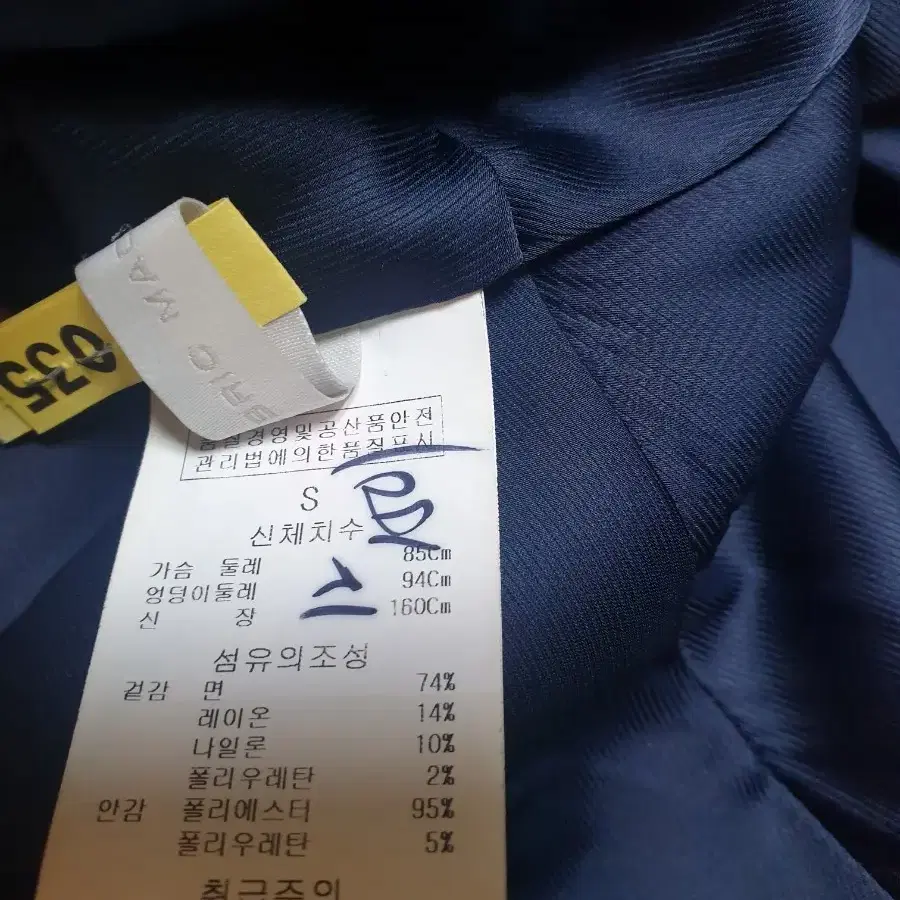 035
품질경영및공산품안전
관리법에의한품질표시
S
신체치수
가슴 둘레 85Cm
엉덩이둘레 94Cm
신 장 160Cm
섬유의조성
겉감 면 74%
레이온 14%
나일론 10%
폴리우레탄 2%
안감 폴리에스터 95%
폴리우레탄 5%
취급주의